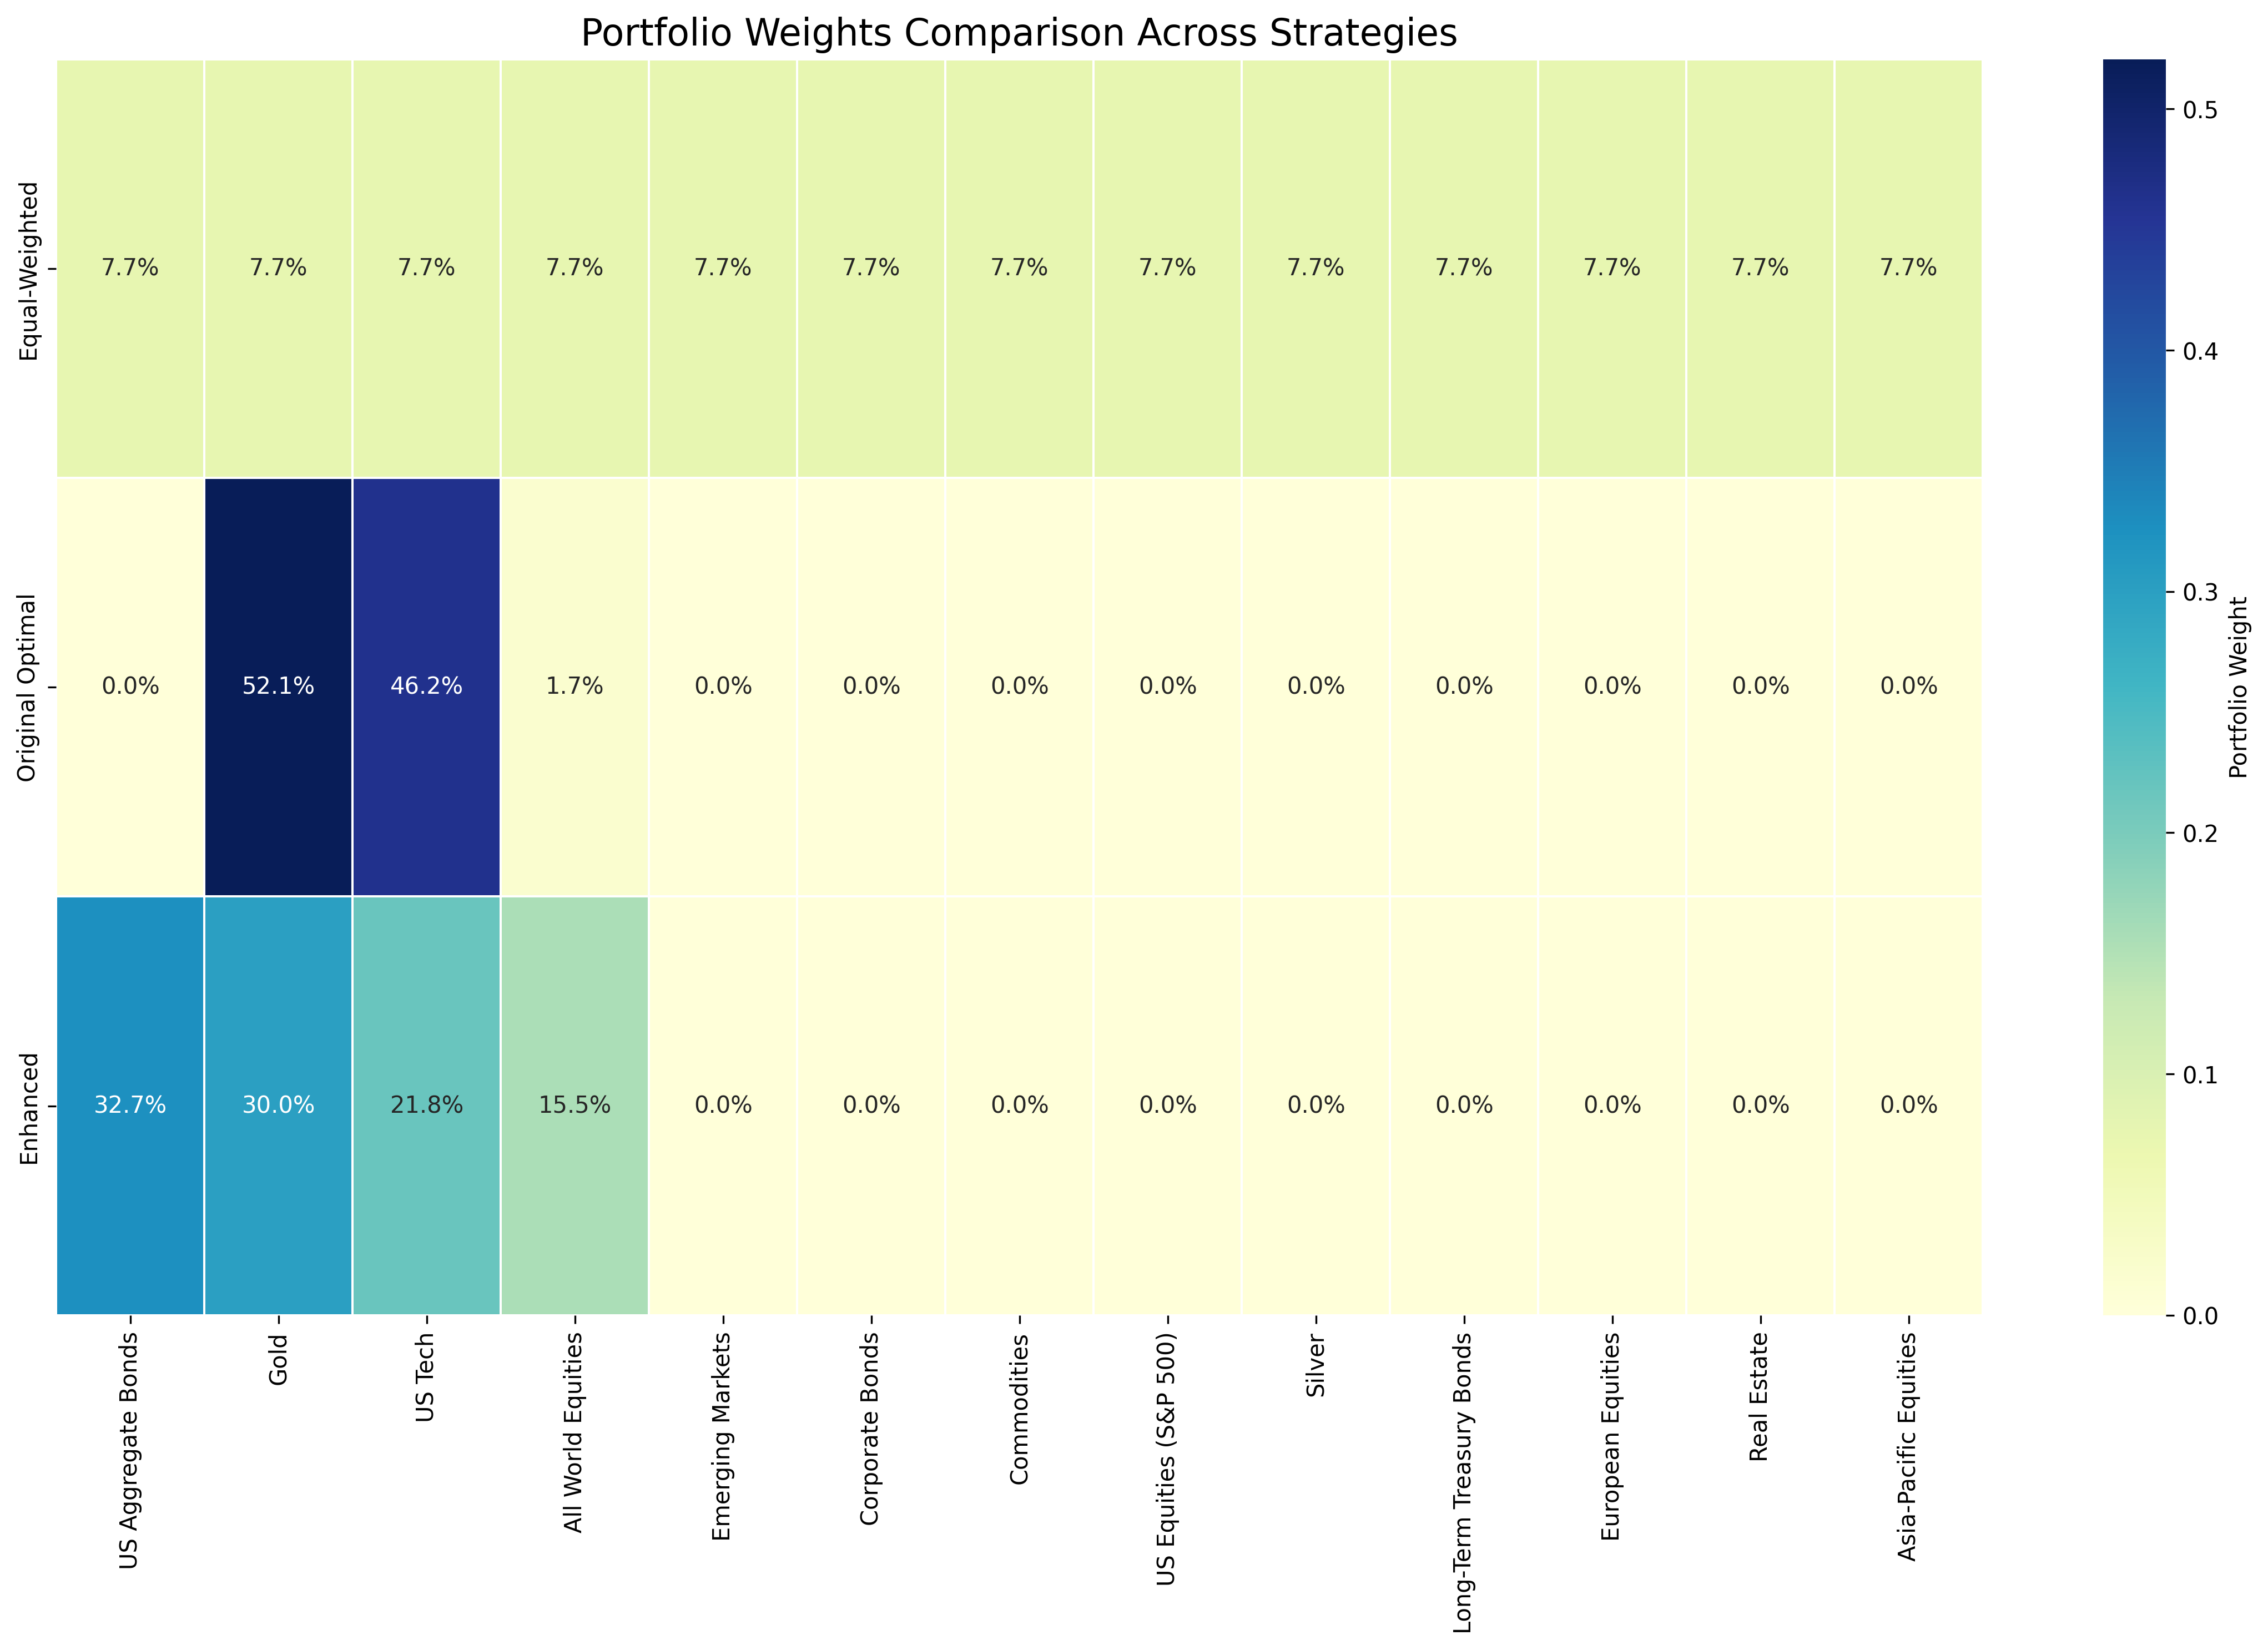 Portfolio Weights Comparison Across Strategies
Equal-Weighted
7.7% 7.7% 7.7% 7.7% 7.7% 7.7% 7.7% 7.7% 7.7% 7.7% 7.7% 7.7% 7.7%
Original Optimal
0.0% 52.1% 46.2% 1.7% 0.0% 0.0% 0.0% 0.0% 0.0% 0.0% 0.0% 0.0% 0.0%
Enhanced
32.7% 30.0% 21.8% 15.5% 0.0% 0.0% 0.0% 0.0% 0.0% 0.0% 0.0% 0.0% 0.0%
US Aggregate Bonds
Gold
US Tech
All World Equities
Emerging Markets
Corporate Bonds
Commodities
US Equities (S&P 500)
Silver
Long-Term Treasury Bonds
European Equities
Real Estate
Asia-Pacific Equities
0.5
0.4
0.3
0.2
0.1
0.0
Portfolio Weight